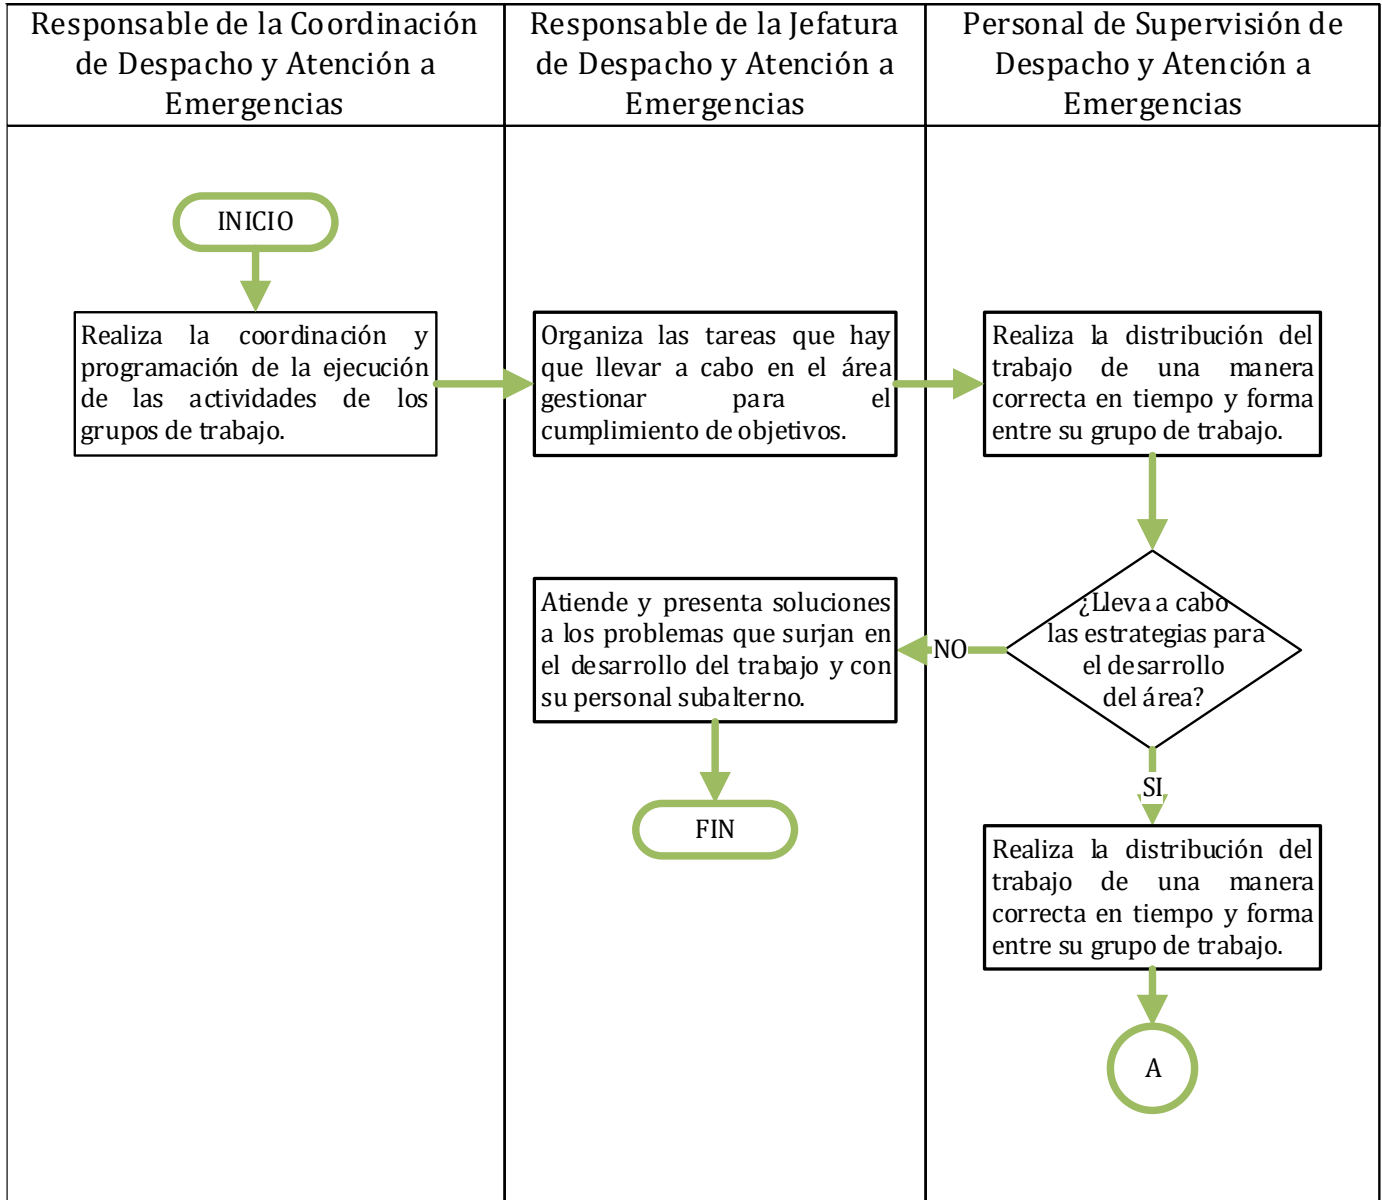 Responsable de la Coordinación
de Despacho y Atención a
Emergencias
Responsable de la Jefatura
de Despacho y Atención a
Emergencias
Personal de Supervisión de
Despacho y Atención a
Emergencias
INICIO
Realiza la coordinación y
programación de la ejecución
de las actividades de los
grupos de trabajo.
Organiza las tareas que hay
que llevar a cabo en el área
gestionar para el
cumplimiento de objetivos.
Realiza la distribución del
trabajo de una manera
correcta en tiempo y forma
entre su grupo de trabajo.
¿Lleva a cabo
las estrategias para
el desarrollo
del área?
NO
Atiende y presenta soluciones
a los problemas que surjan en
el desarrollo del trabajo y con
su personal subalterno.
FIN
SI
Realiza la distribución del
trabajo de una manera
correcta en tiempo y forma
entre su grupo de trabajo.
A